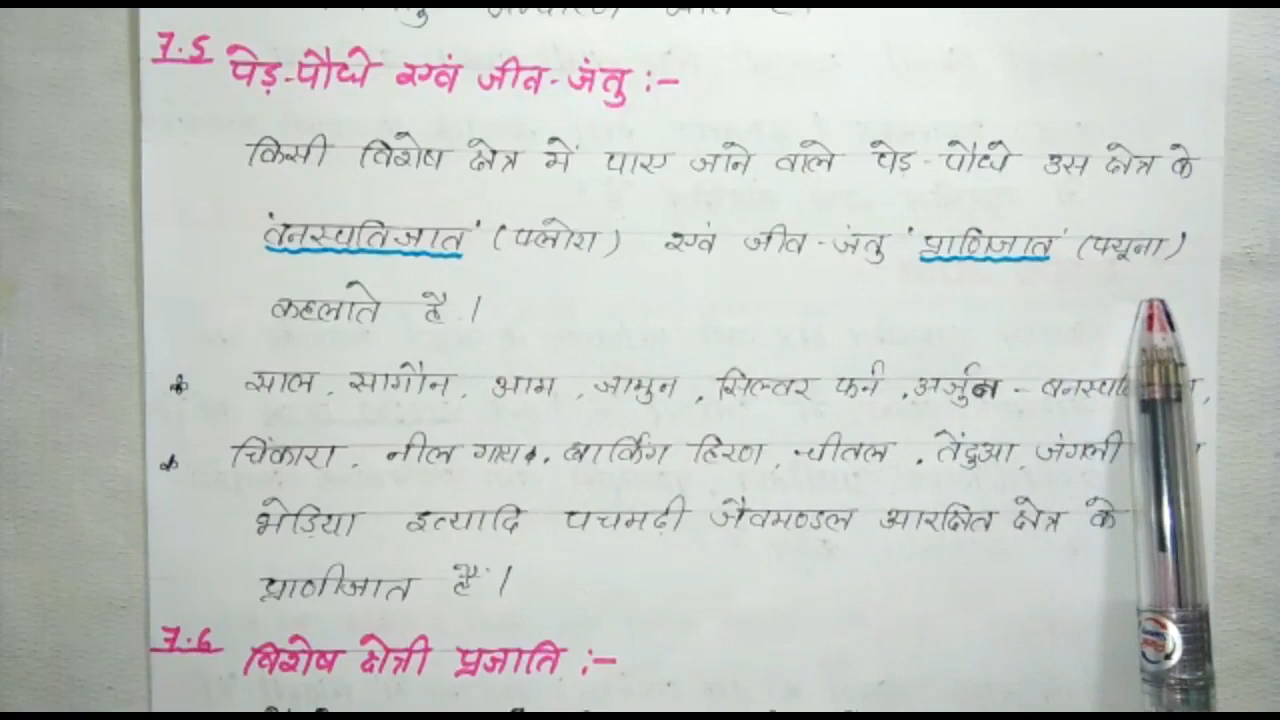 7.5 पेड़-पौधे एवं जीव-जंतु :-
किसी विशेष क्षेत्र में पाए जाने वाले पेड़-पौधे उस क्षेत्र के
'वनस्पतिजात' (फ्लोरा) एवं जीव-जंतु 'प्राणिजात' (फ्यूना)
कहलाते है।
* साल, सागौन, आम, जामुन, सिल्वर फर्न, अर्जुन -
* चिंकारा, नील गाय, बार्किंग हिरण, चीतल, तेंदुआ, जंगली
भेड़िया इत्यादि पचमढ़ी जैवमण्डल आरक्षित क्षेत्र के
प्राणीजात हैं।
7.6 विशेष क्षेत्री प्रजाति :-